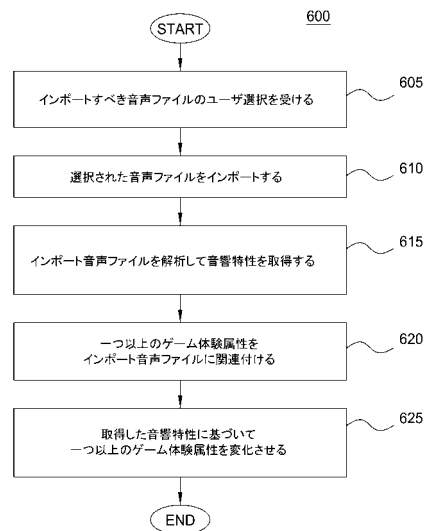 600
START
インポートすべき音声ファイルのユーザ選択を受ける
605
選択された音声ファイルをインポートする
610
インポート音声ファイルを解析して音響特性を取得する
615
一つ以上のゲーム体験属性を
インポート音声ファイルに関連付ける
620
取得した音響特性に基づいて
一つ以上のゲーム体験属性を変化させる
625
END